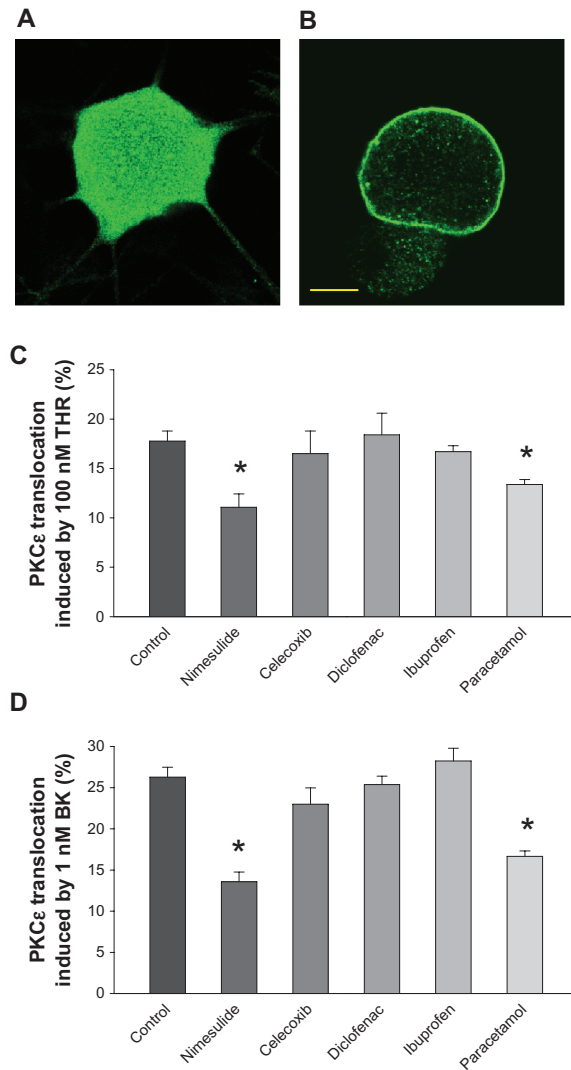 A
B
C
PKCε translocation
induced by 100 nM THR (%)
25
20
15
10
5
0
*
*
Control
Nimesulide
Celecoxib
Diclofenac
Ibuprofen
Paracetamol
D
PKCε translocation
induced by 1 nM BK (%)
30
25
20
15
10
5
0
*
*
Control
Nimesulide
Celecoxib
Diclofenac
Ibuprofen
Paracetamol